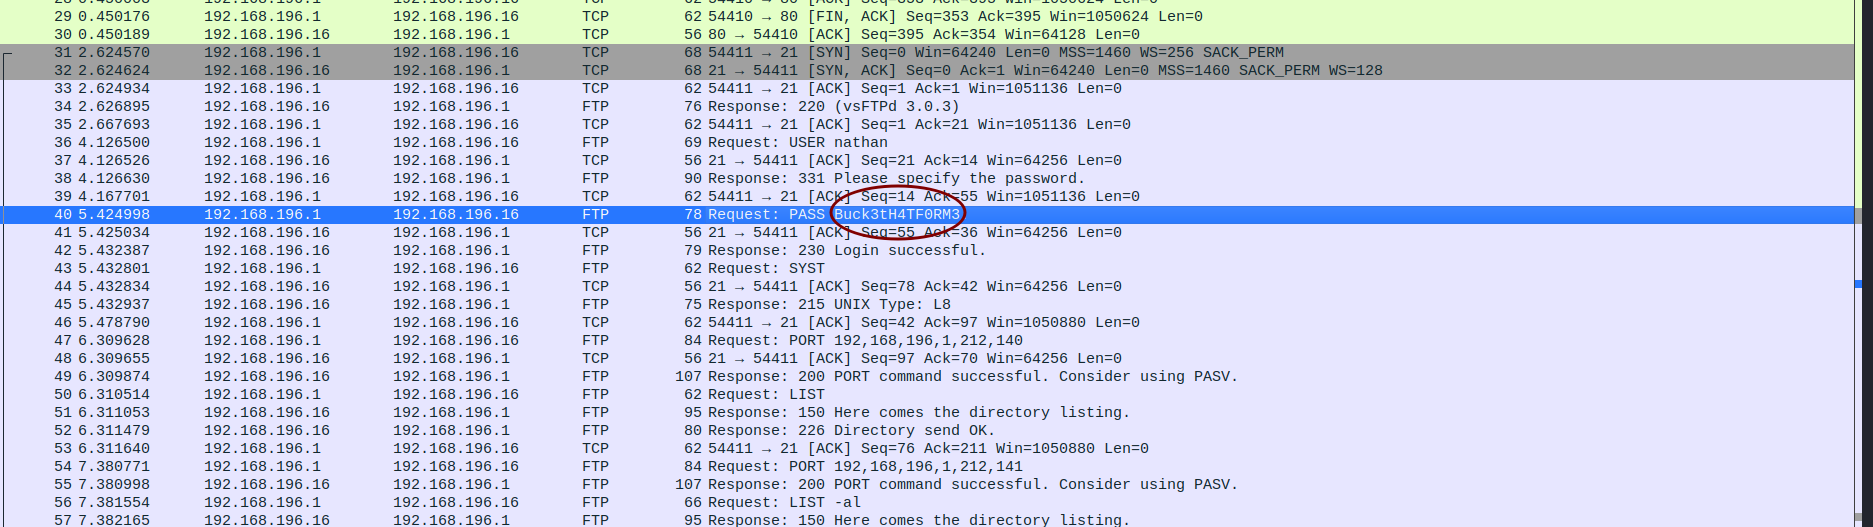 29 0.450176 192.168.196.1 192.168.196.16 TCP 62 54410 → 80 [FIN, ACK] Seq=353 Ack=395 Win=1050624 Len=0
30 0.450189 192.168.196.16 192.168.196.1 TCP 56 80 → 54410 [ACK] Seq=395 Ack=354 Win=64128 Len=0
31 2.624570 192.168.196.1 192.168.196.16 TCP 68 54411 → 21 [SYN] Seq=0 Win=64240 Len=0 MSS=1460 WS=256 SACK_PERM
32 2.624624 192.168.196.16 192.168.196.1 TCP 68 21 → 54411 [SYN, ACK] Seq=0 Ack=1 Win=64240 Len=0 MSS=1460 SACK_PERM WS=128
33 2.624934 192.168.196.1 192.168.196.16 TCP 62 54411 → 21 [ACK] Seq=1 Ack=1 Win=1051136 Len=0
34 2.626895 192.168.196.16 192.168.196.1 FTP 76 Response: 220 (vsFTPd 3.0.3)
35 2.667693 192.168.196.1 192.168.196.16 TCP 62 54411 → 21 [ACK] Seq=1 Ack=21 Win=1051136 Len=0
36 4.126500 192.168.196.1 192.168.196.16 FTP 69 Request: USER nathan
37 4.126526 192.168.196.16 192.168.196.1 TCP 56 21 → 54411 [ACK] Seq=21 Ack=14 Win=64256 Len=0
38 4.126630 192.168.196.16 192.168.196.1 FTP 90 Response: 331 Please specify the password.
39 4.167701 192.168.196.1 192.168.196.16 TCP 62 54411 → 21 [ACK] Seq=14 Ack=55 Win=1051136 Len=0
40 5.424998 192.168.196.1 192.168.196.16 FTP 78 Request: PASS Buck3tH4TF0RM3!
41 5.425034 192.168.196.16 192.168.196.1 TCP 56 21 → 54411 [ACK] Seq=55 Ack=36 Win=64256 Len=0
42 5.432387 192.168.196.16 192.168.196.1 FTP 79 Response: 230 Login successful.
43 5.432801 192.168.196.1 192.168.196.16 FTP 62 Request: SYST
44 5.432834 192.168.196.16 192.168.196.1 TCP 56 21 → 54411 [ACK] Seq=78 Ack=42 Win=64256 Len=0
45 5.432937 192.168.196.16 192.168.196.1 FTP 75 Response: 215 UNIX Type: L8
46 5.478790 192.168.196.1 192.168.196.16 TCP 62 54411 → 21 [ACK] Seq=42 Ack=97 Win=1050880 Len=0
47 6.309628 192.168.196.1 192.168.196.16 FTP 84 Request: PORT 192,168,196,1,212,140
48 6.309655 192.168.196.16 192.168.196.1 TCP 56 21 → 54411 [ACK] Seq=97 Ack=70 Win=64256 Len=0
49 6.309874 192.168.196.16 192.168.196.1 FTP 107 Response: 200 PORT command successful. Consider using PASV.
50 6.310514 192.168.196.1 192.168.196.16 FTP 62 Request: LIST
51 6.311053 192.168.196.16 192.168.196.1 FTP 95 Response: 150 Here comes the directory listing.
52 6.311479 192.168.196.16 192.168.196.1 FTP 80 Response: 226 Directory send OK.
53 6.311640 192.168.196.1 192.168.196.16 TCP 62 54411 → 21 [ACK] Seq=76 Ack=211 Win=1050880 Len=0
54 7.380771 192.168.196.1 192.168.196.16 FTP 84 Request: PORT 192,168,196,1,212,141
55 7.380998 192.168.196.16 192.168.196.1 FTP 107 Response: 200 PORT command successful. Consider using PASV.
56 7.381554 192.168.196.1 192.168.196.16 FTP 66 Request: LIST -al
57 7.382165 192.168.196.16 192.168.196.1 FTP 95 Response: 150 Here comes the directory listing.